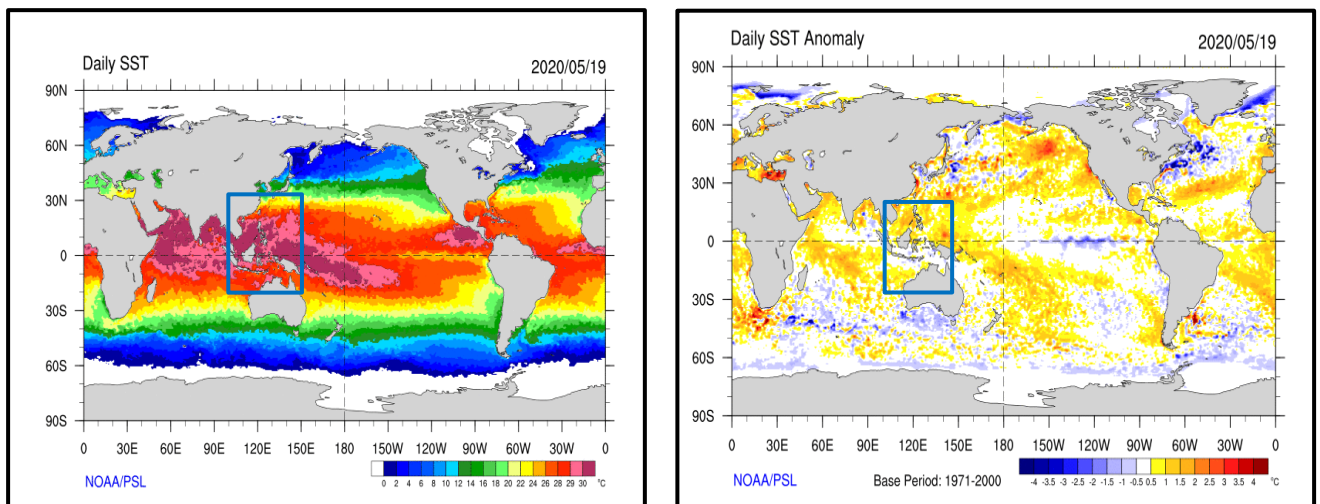 Daily SST
2020/05/19
90N
60N
30N
0
30S
60S
90S
0 30E 60E 90E 120E 150E 180 150W 120W 90W 60W 30W 0
NOAA/PSL
0 2 4 6 8 10 12 14 16 18 20 22 24 26 28 29 30 °C
Daily SST Anomaly
2020/05/19
90N
60N
30N
0
30S
60S
90S
0 30E 60E 90E 120E 150E 180 150W 120W 90W 60W 30W 0
NOAA/PSL
Base Period: 1971-2000
-4 -3.5 -3 -2.5 -2 -1.5 -1 -0.5 0.5 1 1.5 2 2.5 3 3.5 4 °C